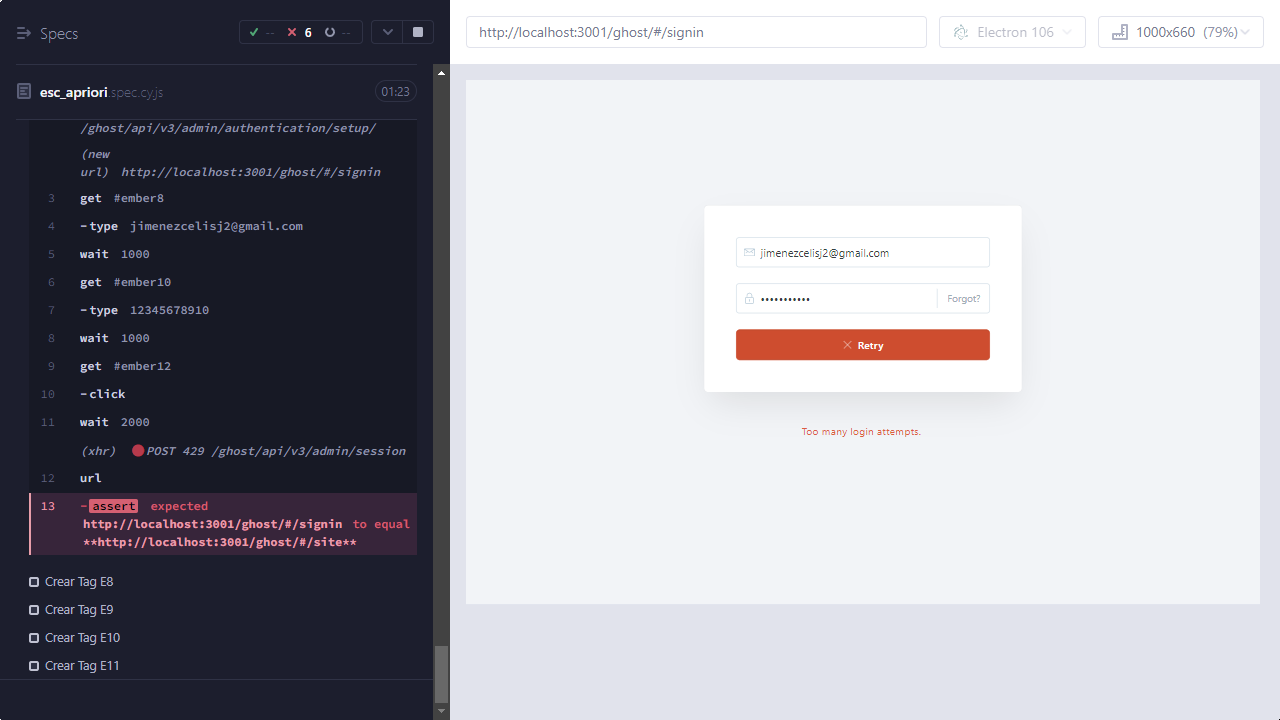 Specs
-- 6 --
esc_apriori.spec.cy.js
01:23
/ghost/api/v3/admin/authentication/setup/
(new
url) http://localhost:3001/ghost/#/signin
3 get #ember8
4 -type jimenezcelisj2@gmail.com
5 wait 1000
6 get #ember10
7 -type 12345678910
8 wait 1000
9 get #ember12
10 -click
11 wait 2000
(xhr) POST 429 /ghost/api/v3/admin/session
12 url
13 -assert expected
http://localhost:3001/ghost/#/signin to equal
**http://localhost:3001/ghost/#/site**
Crear Tag E8
Crear Tag E9
Crear Tag E10
Crear Tag E11
http://localhost:3001/ghost/#/signin
Electron 106
1000x660 (79%)
jimenezcelisj2@gmail.com
•••••••••••
Forgot?
Retry
Too many login attempts.